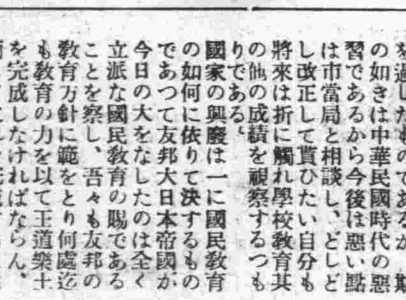 を過したものであるが
の如きは中華民國時代の惡
習であるから今後は惡い點
は市當局と相談し、どしど
し改正して貰ひたい自分も
將來は折に觸れ學校教育其
の他の成績を視察するつも
りである、
國家の興廢は一に國民教育
の如何に依りて決するもの
であつて友邦大日本帝國が
今日の大をなしたのは全く
立派な國民教育の賜である
ことを察し、吾々も友邦の
教育方針に範をとり何處迄
も教育の力を以て王道樂土
を完成しなければならん、